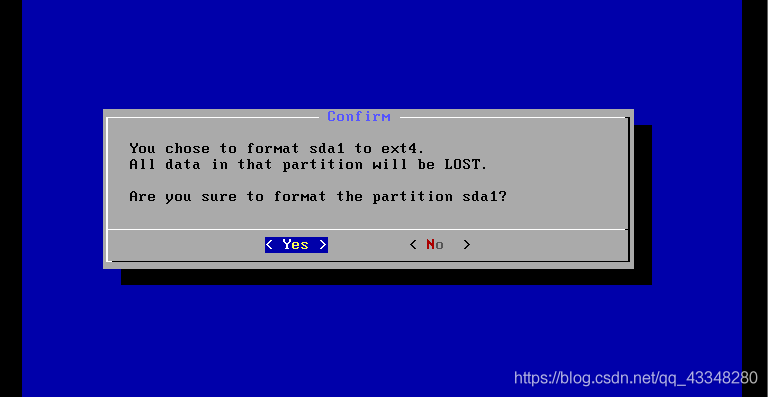 Confirm
You chose to format sda1 to ext4.
All data in that partition will be LOST.
Are you sure to format the partition sda1?
< Yes > < No >
https://blog.csdn.net/qq_43348280